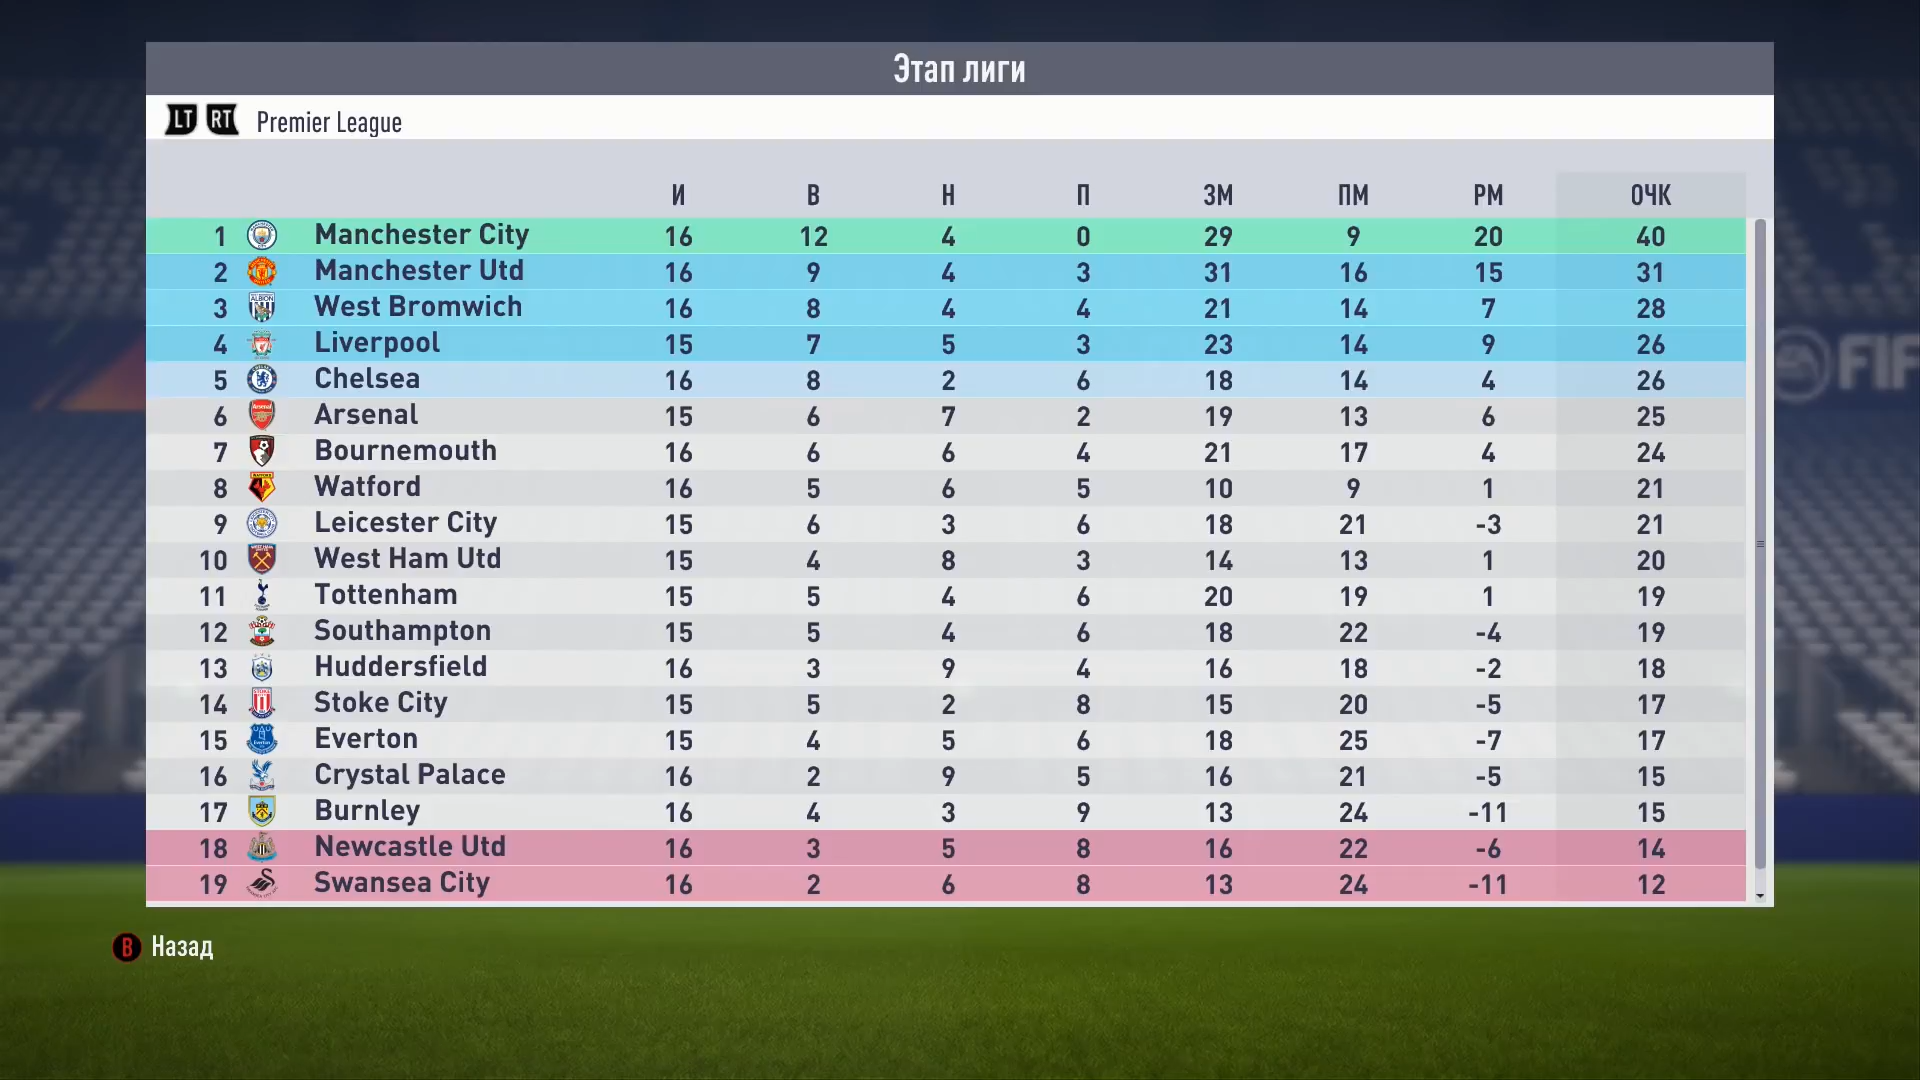 Этап лиги
LT RT Premier League
И В Н П ЗМ ПМ РМ ОЧК
1 Manchester City 16 12 4 0 29 9 20 40
2 Manchester Utd 16 9 4 3 31 16 15 31
3 West Bromwich 16 8 4 4 21 14 7 28
4 Liverpool 15 7 5 3 23 14 9 26
5 Chelsea 16 8 2 6 18 14 4 26
6 Arsenal 15 6 7 2 19 13 6 25
7 Bournemouth 16 6 6 4 21 17 4 24
8 Watford 16 5 6 5 10 9 1 21
9 Leicester City 15 6 3 6 18 21 -3 21
10 West Ham Utd 15 4 8 3 14 13 1 20
11 Tottenham 15 5 4 6 20 19 1 19
12 Southampton 15 5 4 6 18 22 -4 19
13 Huddersfield 16 3 9 4 16 18 -2 18
14 Stoke City 15 5 2 8 15 20 -5 17
15 Everton 15 4 5 6 18 25 -7 17
16 Crystal Palace 16 2 9 5 16 21 -5 15
17 Burnley 16 4 3 9 13 24 -11 15
18 Newcastle Utd 16 3 5 8 16 22 -6 14
19 Swansea City 16 2 6 8 13 24 -11 12
B Назад
FIF